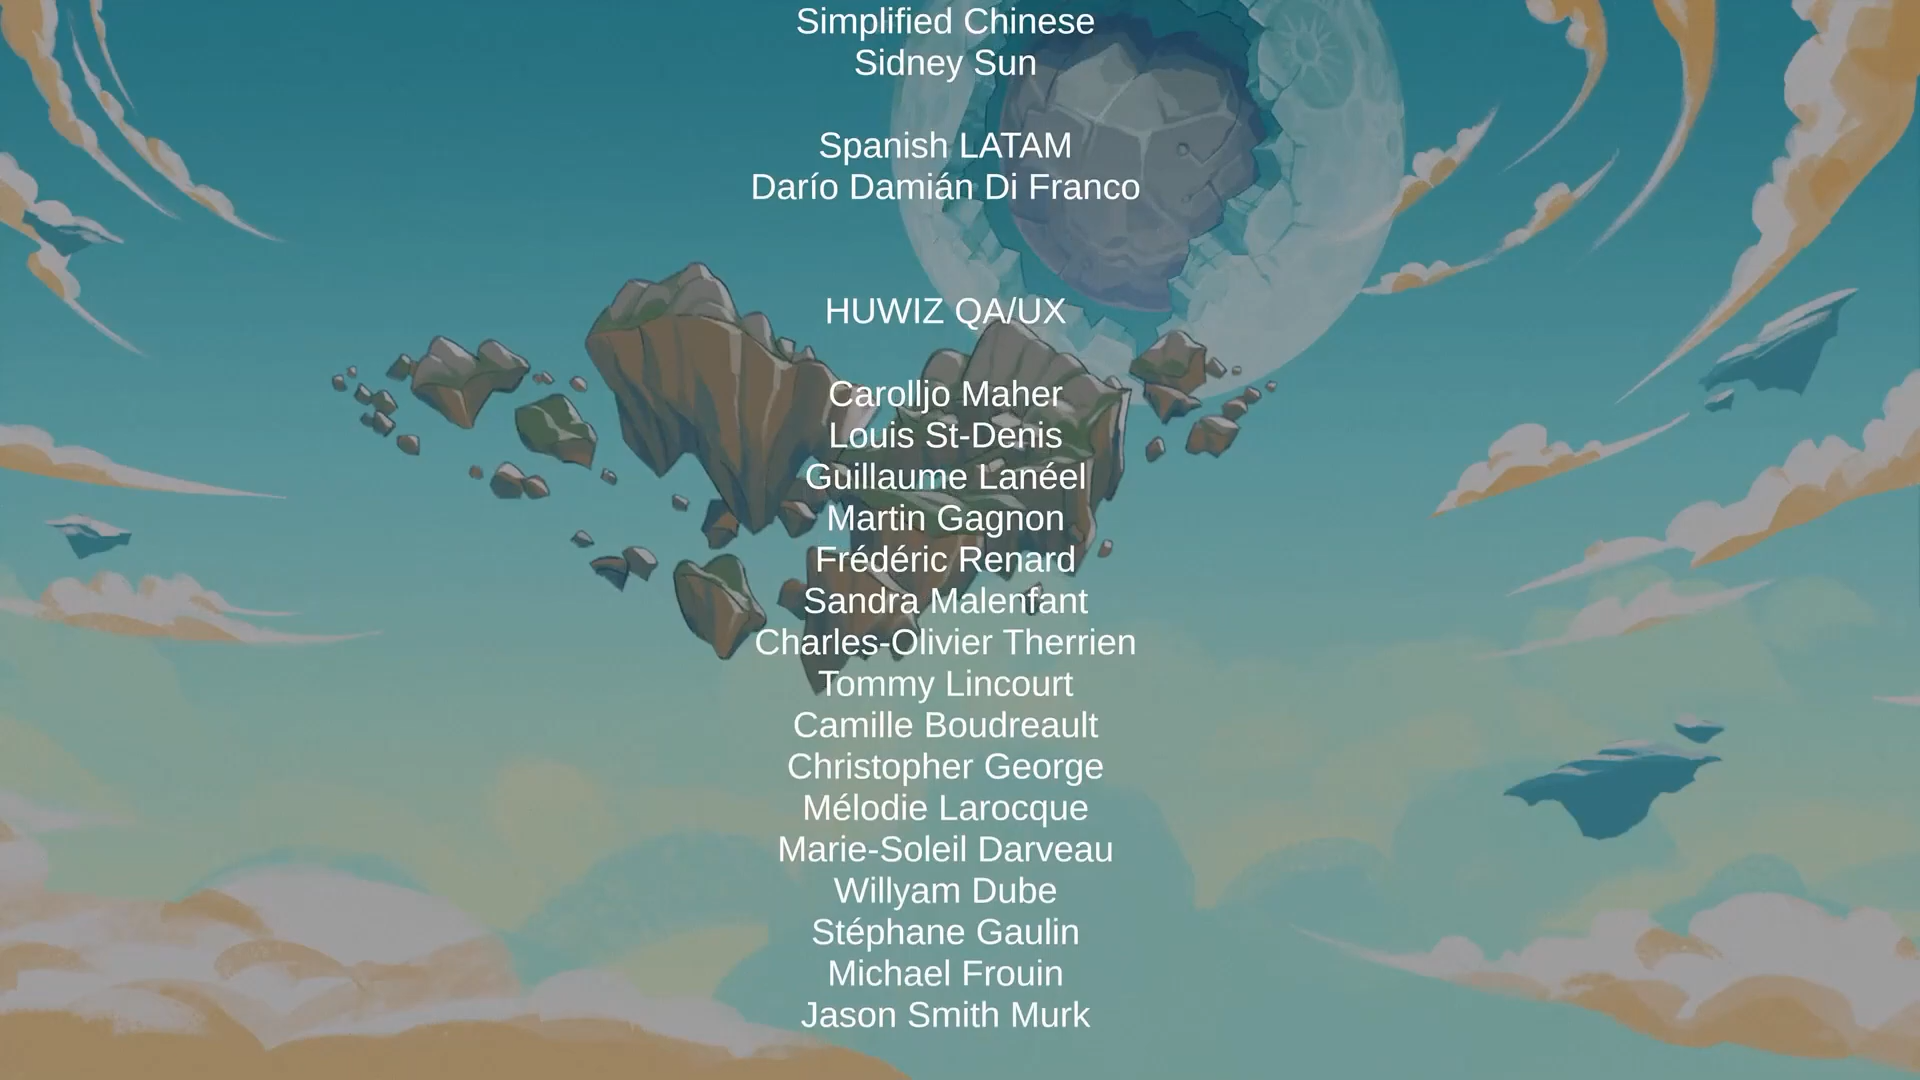 Simplified Chinese
Sidney Sun
Spanish LATAM
Darío Damián Di Franco
HUWIZ QA/UX
Carolljo Maher
Louis St-Denis
Guillaume Lanéel
Martin Gagnon
Frédéric Renard
Sandra Malenfant
Charles-Olivier Therrien
Tommy Lincourt
Camille Boudreault
Christopher George
Mélodie Larocque
Marie-Soleil Darveau
Willyam Dube
Stéphane Gaulin
Michael Frouin
Jason Smith Murk